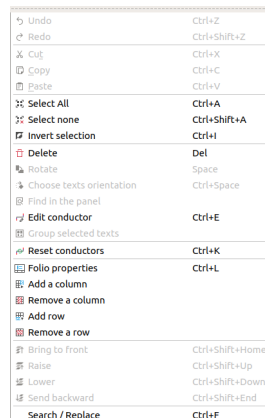 Undo Ctrl+Z
Redo Ctrl+Shift+Z
Cut Ctrl+X
Copy Ctrl+C
Paste Ctrl+V
Select All Ctrl+A
Select none Ctrl+Shift+A
Invert selection Ctrl+I
Delete Del
Rotate Space
Choose texts orientation Ctrl+Space
Find in the panel
Edit conductor Ctrl+E
Group selected texts
Reset conductors Ctrl+K
Folio properties Ctrl+L
Add a column
Remove a column
Add row
Remove a row
Bring to front Ctrl+Shift+Home
Raise Ctrl+Shift+Up
Lower Ctrl+Shift+Down
Send backward Ctrl+Shift+End
Search / Replace Ctrl+F